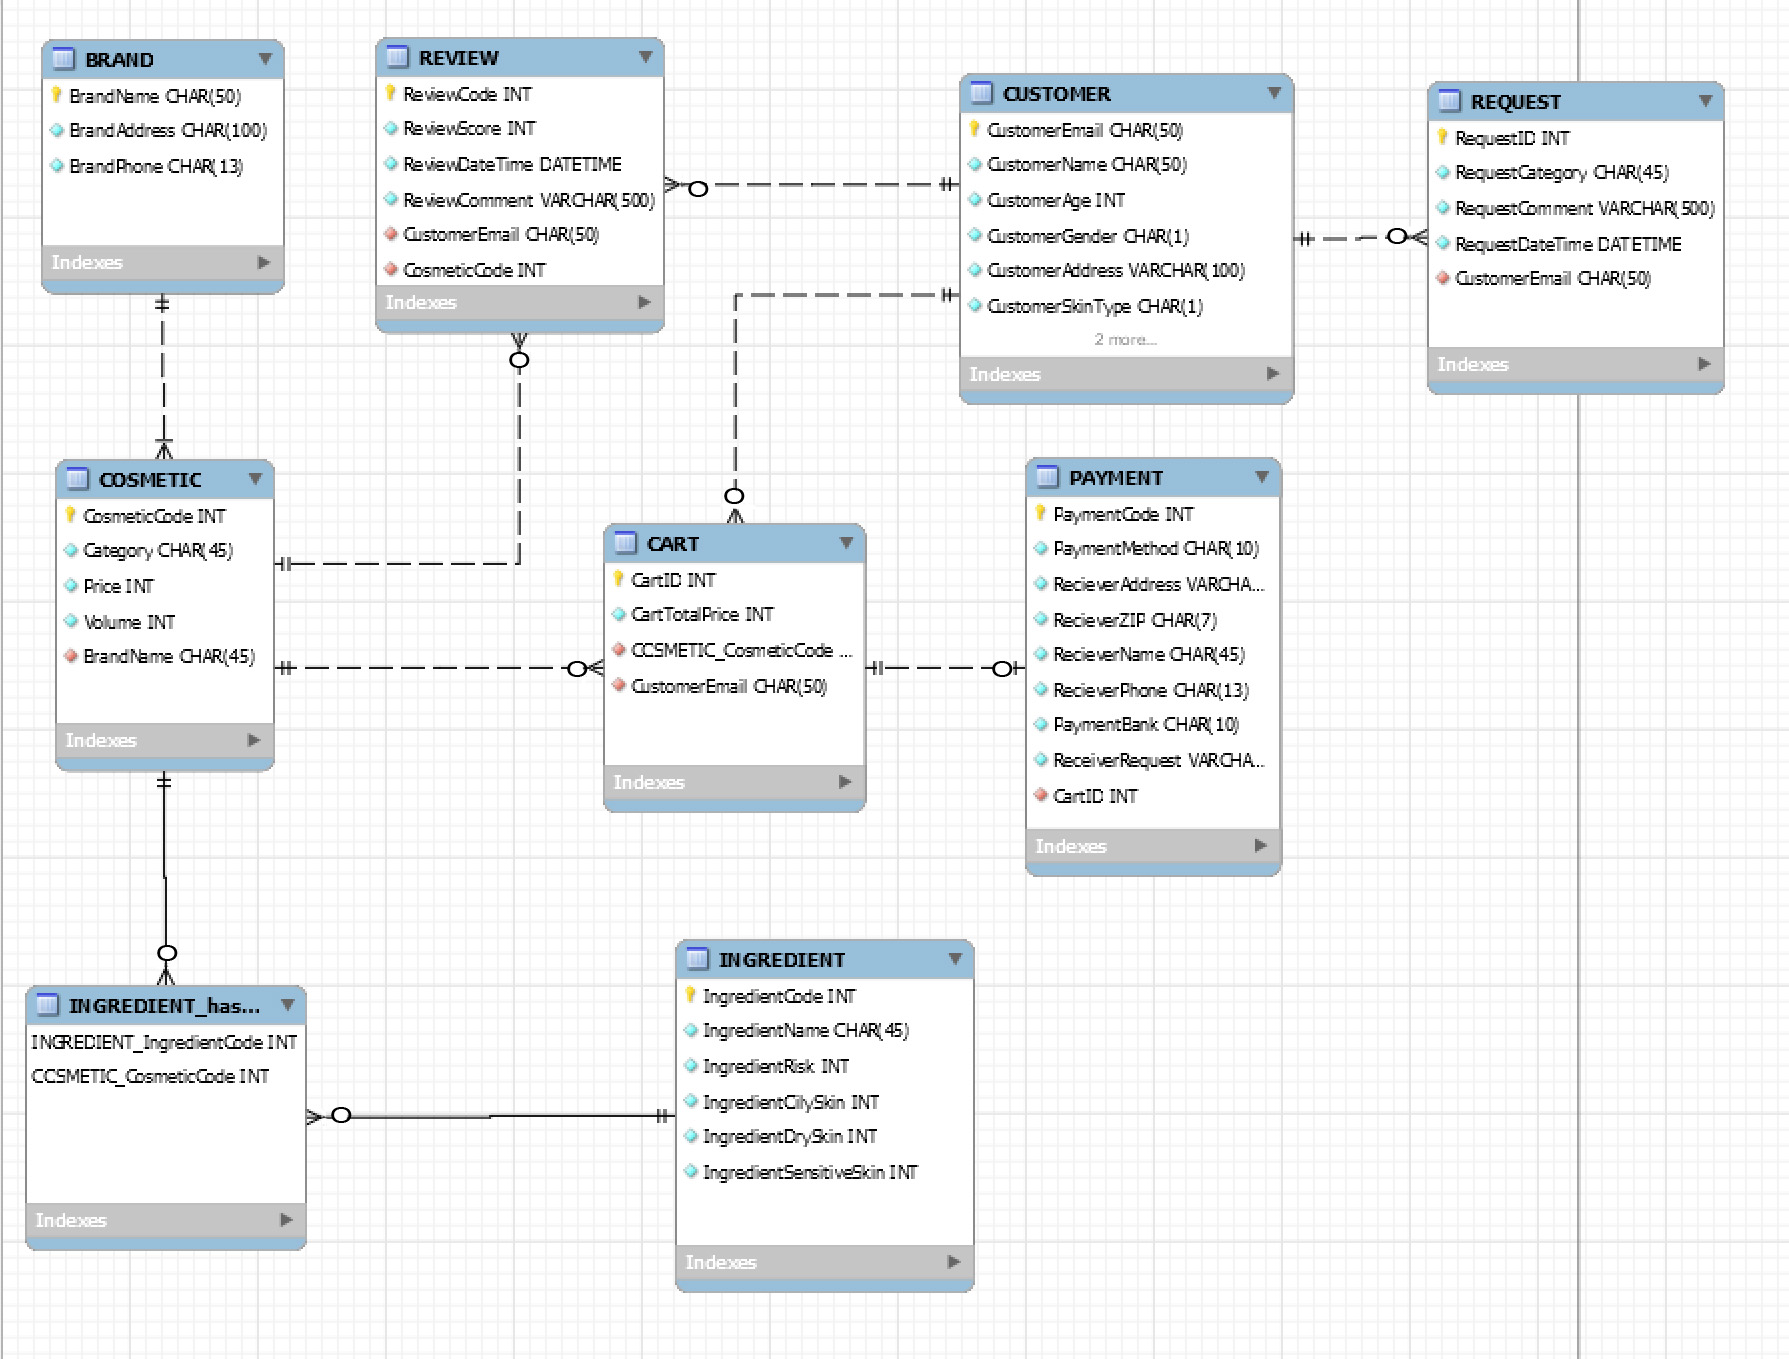 BRAND
BrandName CHAR(50)
BrandAddress CHAR(100)
BrandPhone CHAR(13)
Indexes
REVIEW
ReviewCode INT
ReviewScore INT
ReviewDateTime DATETIME
ReviewComment VARCHAR(500)
CustomerEmail CHAR(50)
CosmeticCode INT
Indexes
CUSTOMER
CustomerEmail CHAR(50)
CustomerName CHAR(50)
CustomerAge INT
CustomerGender CHAR(1)
CustomerAddress VARCHAR(100)
CustomerSkinType CHAR(1)
2 more...
Indexes
REQUEST
RequestID INT
RequestCategory CHAR(45)
RequestComment VARCHAR(500)
RequestDateTime DATETIME
CustomerEmail CHAR(50)
Indexes
COSMETIC
CosmeticCode INT
Category CHAR(45)
Price INT
Volume INT
BrandName CHAR(45)
Indexes
CART
CartID INT
CartTotalPrice INT
COSMETIC_CosmeticCode ...
CustomerEmail CHAR(50)
Indexes
PAYMENT
PaymentCode INT
PaymentMethod CHAR(10)
RecieverAddress VARCHA...
RecieverZIP CHAR(7)
RecieverName CHAR(45)
RecieverPhone CHAR(13)
PaymentBank CHAR(10)
ReceiverRequest VARCHA...
CartID INT
Indexes
INGREDIENT_has...
INGREDIENT_IngredientCode INT
COSMETIC_CosmeticCode INT
Indexes
INGREDIENT
IngredientCode INT
IngredientName CHAR(45)
IngredientRisk INT
IngredientOilySkin INT
IngredientDrySkin INT
IngredientSensitiveSkin INT
Indexes